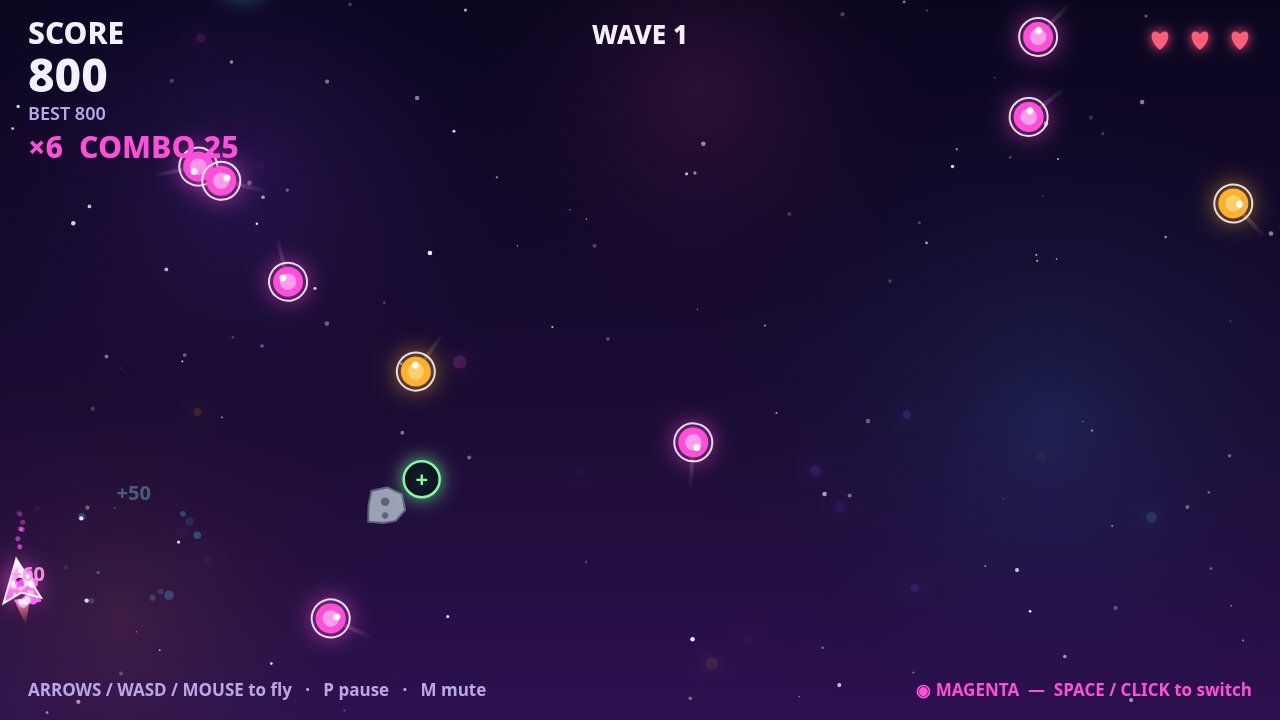 SCORE
800
BEST 800
×6 COMBO 25
WAVE 1
+50
60
+
ARROWS / WASD / MOUSE to fly · P pause · M mute
◉ MAGENTA — SPACE / CLICK to switch